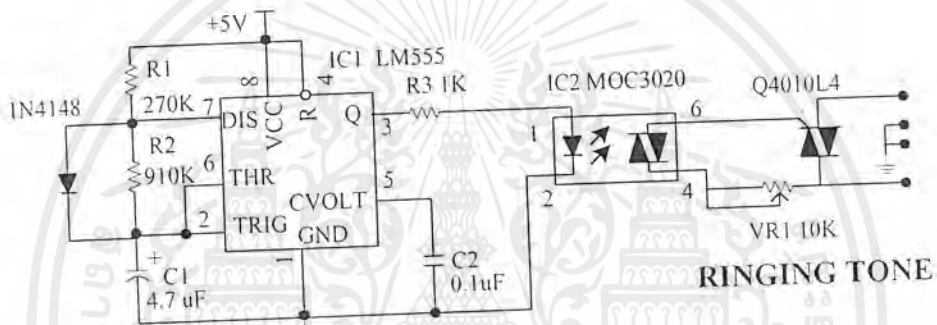 +5V
IC1 LM555
R1
R3 1K
IC2 MOC3020
Q4010L4
1N4148
270K
7
8
4
DIS
VCC
R
Q
3
1
6
R2
910K
6
THR
5
2
4
2
TRIG
CVOLT
GND
1
VR1 10K
+
C1
4.7 uF
C2
0.1uF
RINGING TONE